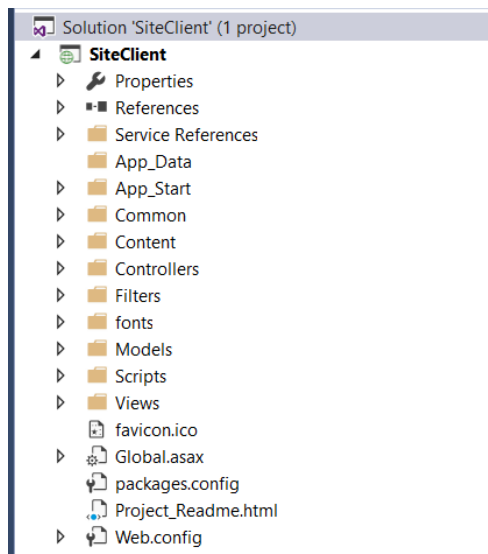 Solution 'SiteClient' (1 project)
SiteClient
Properties
References
Service References
App_Data
App_Start
Common
Content
Controllers
Filters
fonts
Models
Scripts
Views
favicon.ico
Global.asax
packages.config
Project_Readme.html
Web.config